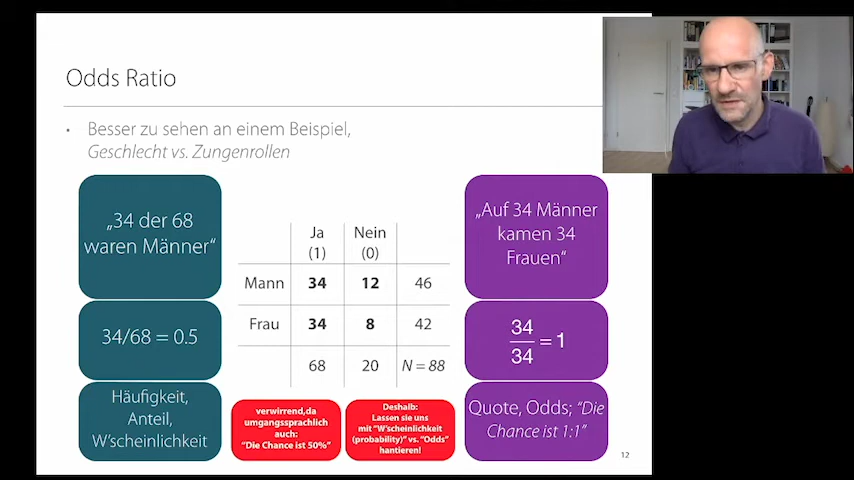 Odds Ratio
• Besser zu sehen an einem Beispiel,
Geschlecht vs. Zungenrollen
„34 der 68
waren Männer“
34/68 = 0.5
Häufigkeit,
Anteil,
W'scheinlichkeit
Ja Nein
(1) (0)
Mann 34 12 46
Frau 34 8 42
68 20 N = 88
verwirrend,da
umgangssprachlich
auch:
"Die Chance ist 50%"
Deshalb:
Lassen sie uns
mit "W'scheinlichkeit
(probability)" vs. "Odds"
hantieren!
„Auf 34 Männer
kamen 34
Frauen“
34
34
= 1
Quote, Odds; “Die
Chance ist 1:1”
12